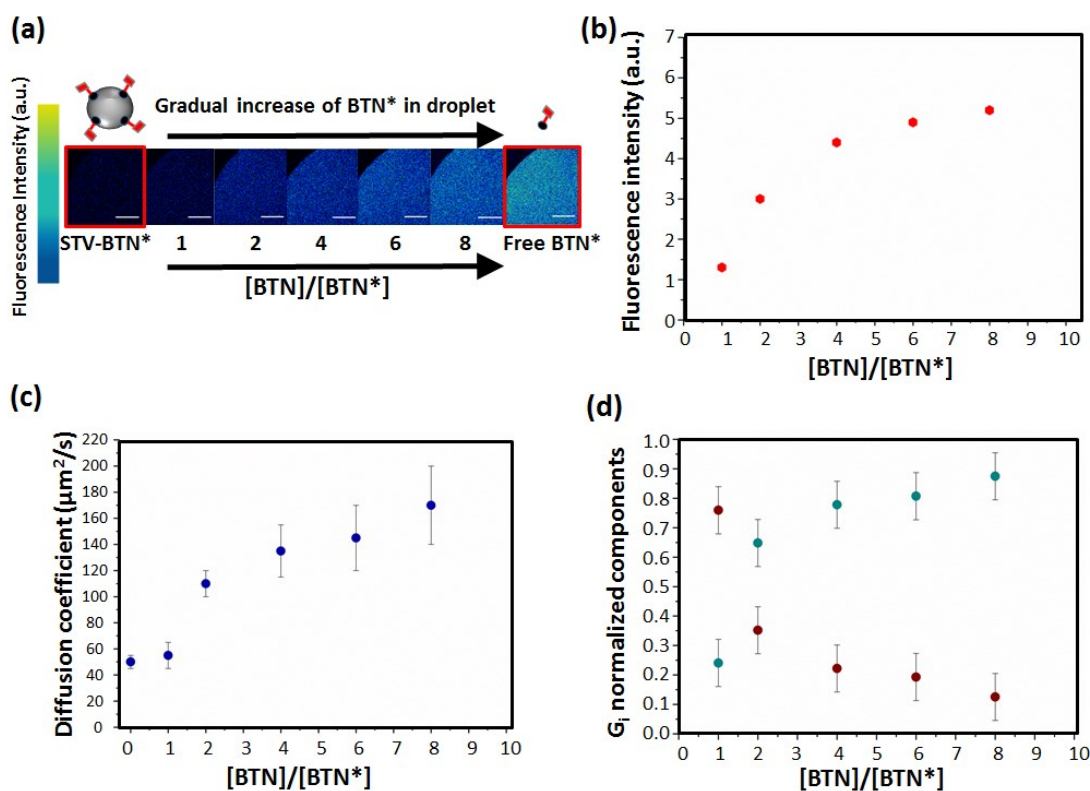 (a)
Fluorescence Intensity (a.u.)
Gradual increase of BTN* in droplet
STV-BTN* 1 2 4 6 8 Free BTN*
[BTN]/[BTN*]
(b)
Fluorescence intensity (a.u.)
7
6
5
4
3
2
1
0
0 1 2 3 4 5 6 7 8 9 10
[BTN]/[BTN*]
(c)
Diffusion coefficient (µm²/s)
220
200
180
160
140
120
100
80
60
40
20
0
0 1 2 3 4 5 6 7 8 9 10
[BTN]/[BTN*]
(d)
Gᵢ normalized components
1.0
0.9
0.8
0.7
0.6
0.5
0.4
0.3
0.2
0.1
0.0
0 1 2 3 4 5 6 7 8 9 10
[BTN]/[BTN*]